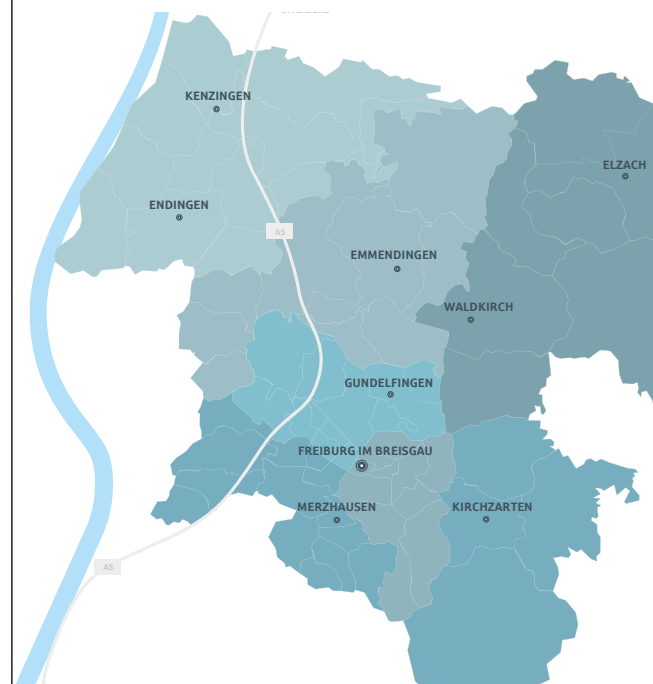 KENZINGEN
ELZACH
ENDINGEN
A5
EMMENDINGEN
WALDKIRCH
GUNDELFINGEN
FREIBURG IM BREISGAU
MERZHAUSEN
KIRCHZARTEN
A5